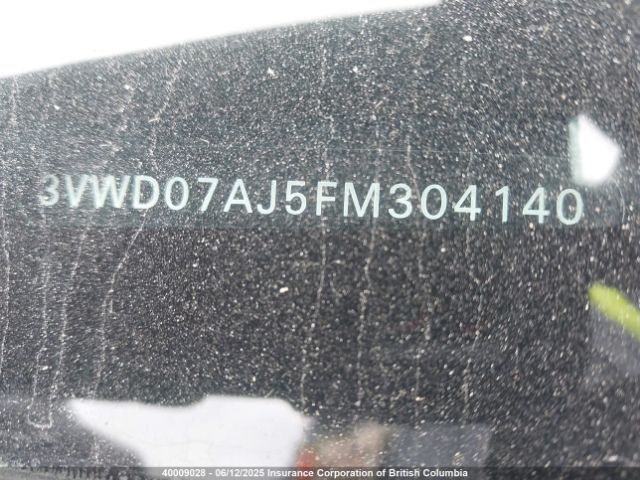 3VWD07AJ5FM304140
40009028 - 06/12/2025 Insurance Corporation of British Columbia